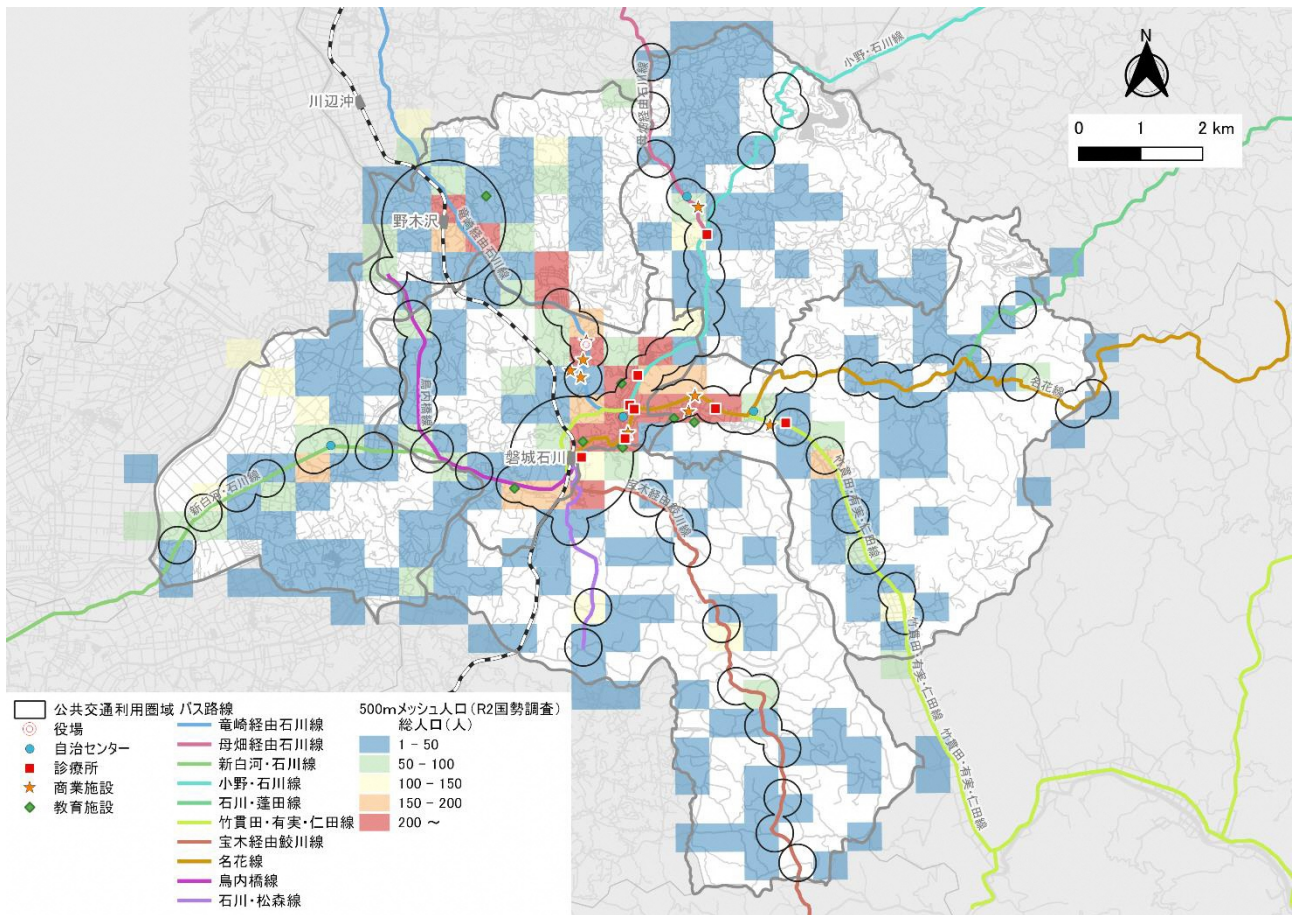 小野・石川線
N
川辺沖
母畑経由石川線
0 1 2 km
野木沢
竜崎経由石川線
鳥内橋線
名花線
磐城石川
新白河・石川線
宝木経由鮫川線
竹貫田・有実・仁田線
竹貫田・有実・仁田線
竹貫田・有実・仁田線
公共交通利用圏域
役場
自治センター
診療所
商業施設
教育施設
バス路線
竜崎経由石川線
母畑経由石川線
新白河・石川線
小野・石川線
石川・蓬田線
竹貫田・有実・仁田線
宝木経由鮫川線
名花線
鳥内橋線
石川・松森線
500mメッシュ人口(R2国勢調査)
総人口(人)
1 - 50
50 - 100
100 - 150
150 - 200
200 ~